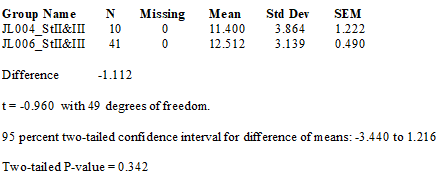 Group Name N Missing Mean Std Dev SEM
JL004_StII&III 10 0 11.400 3.864 1.222
JL006_StII&III 41 0 12.512 3.139 0.490
Difference -1.112
t = -0.960 with 49 degrees of freedom.
95 percent two-tailed confidence interval for difference of means: -3.440 to 1.216
Two-tailed P-value = 0.342